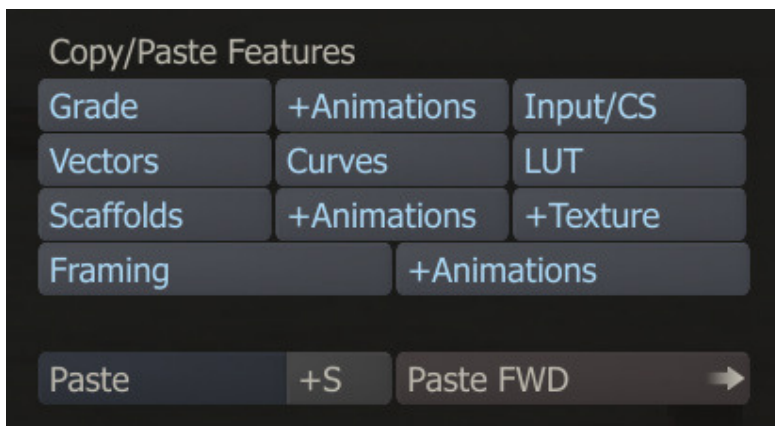 Copy/Paste Features
Grade +Animations Input/CS
Vectors Curves LUT
Scaffolds +Animations +Texture
Framing +Animations
Paste +S Paste FWD